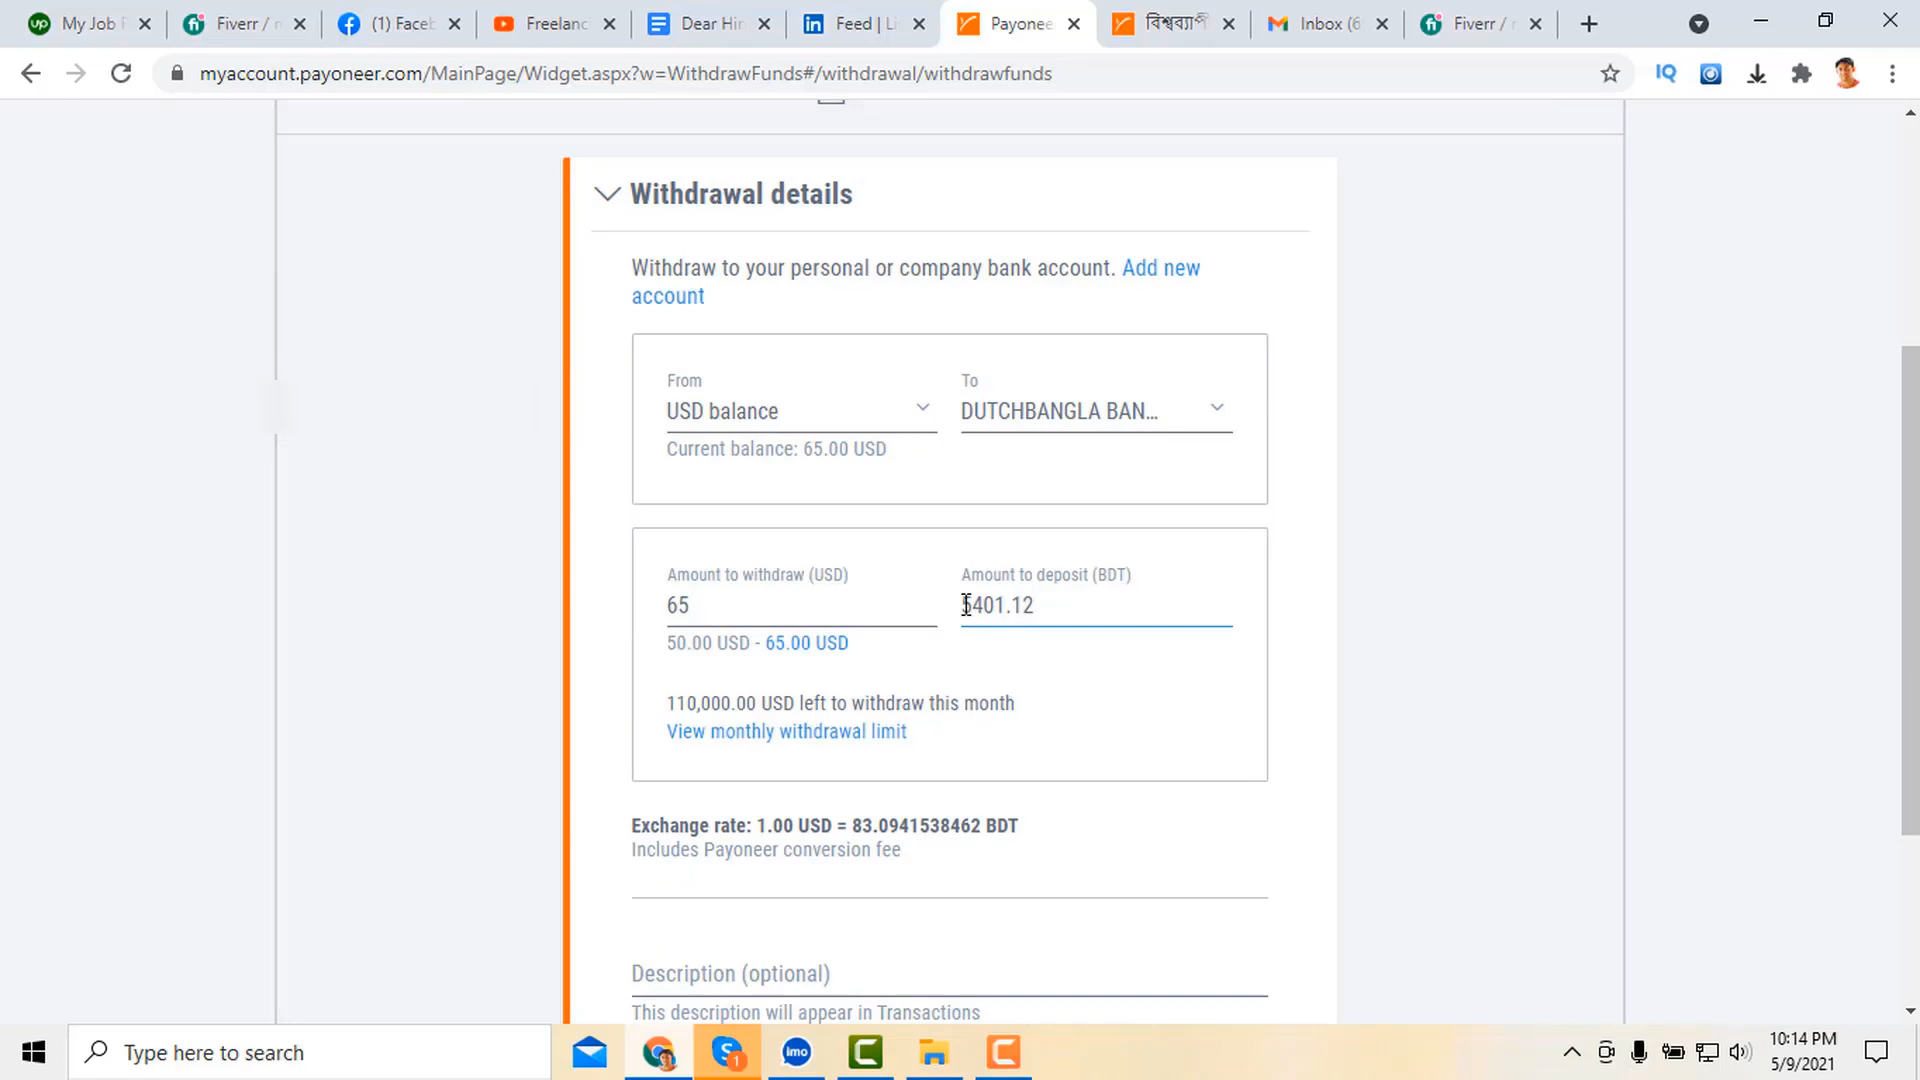 My Job F
Fiverr / r
(1) Faceb
Freelanc
Dear Hir
Feed | Li
Payonee
বিশ্বব্যাপী
Inbox (6
Fiverr / r
myaccount.payoneer.com/MainPage/Widget.aspx?w=WithdrawFunds#/withdrawal/withdrawfunds
IQ
Withdrawal details
Withdraw to your personal or company bank account. Add new
account
From
To
USD balance
DUTCHBANGLA BAN...
Current balance: 65.00 USD
Amount to withdraw (USD)
Amount to deposit (BDT)
65
5401.12
50.00 USD - 65.00 USD
110,000.00 USD left to withdraw this month
View monthly withdrawal limit
Exchange rate: 1.00 USD = 83.0941538462 BDT
Includes Payoneer conversion fee
Description (optional)
This description will appear in Transactions
Type here to search
imo
1
10:14 PM
5/9/2021